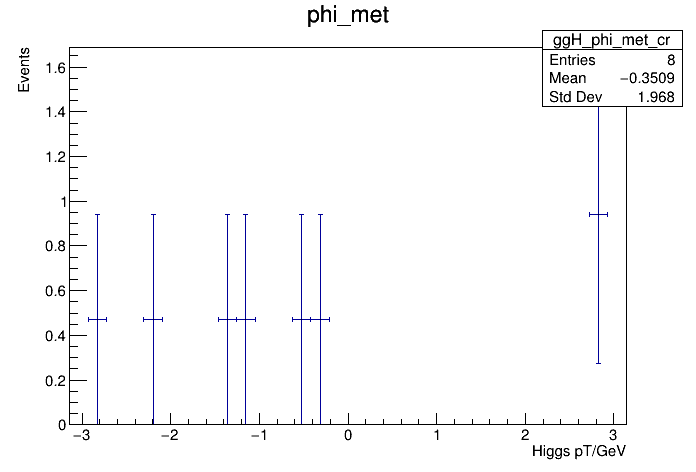 phi_met
ggH_phi_met_cr
Entries 8
Mean −0.3509
Std Dev 1.968
Events
1.6
1.4
1.2
1
0.8
0.6
0.4
0.2
0
−3 −2 −1 0 1 2 3
Higgs pT/GeV